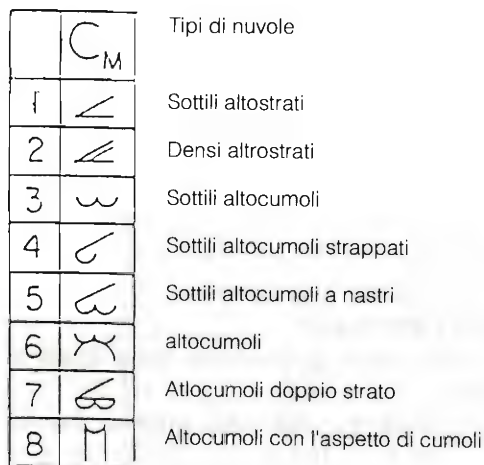 C_M Tipi di nuvole
1 Sottili altostrati
2 Densi altrostrati
3 Sottili altocumoli
4 Sottili altocumoli strappati
5 Sottili altocumoli a nastri
6 altocumoli
7 Atlocumoli doppio strato
8 Altocumoli con l'aspetto di cumoli